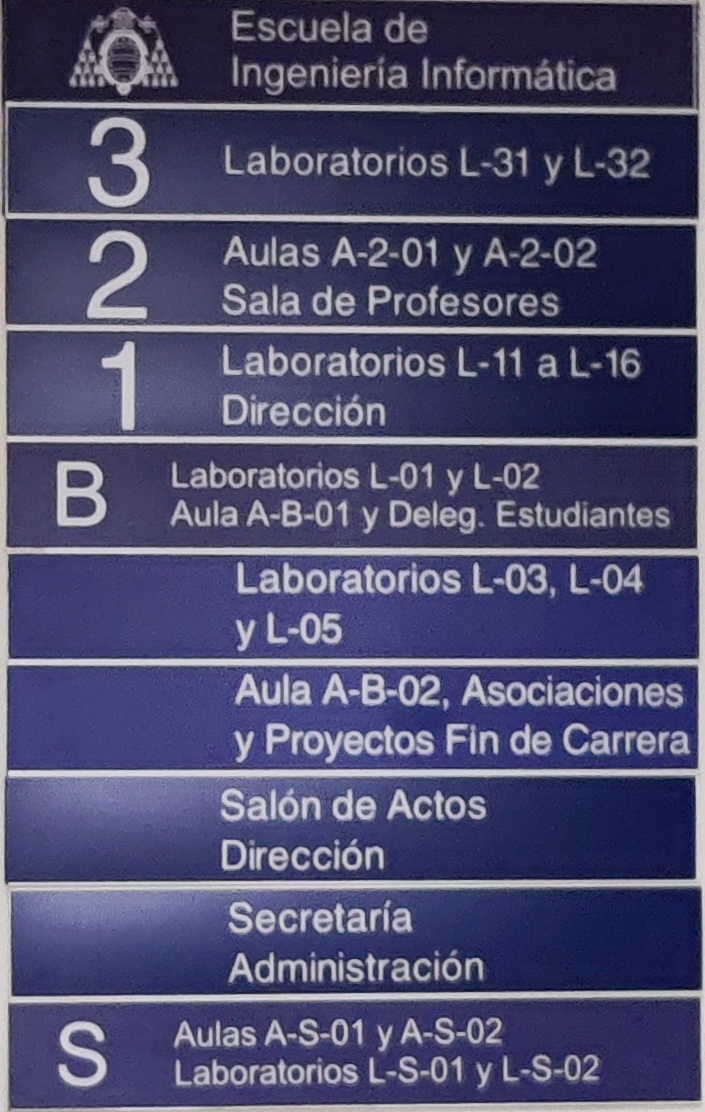 Escuela de
Ingeniería Informática
3
Laboratorios L-31 y L-32
2
Aulas A-2-01 y A-2-02
Sala de Profesores
1
Laboratorios L-11 a L-16
Dirección
B
Laboratorios L-01 y L-02
Aula A-B-01 y Deleg. Estudiantes
Laboratorios L-03, L-04
y L-05
Aula A-B-02, Asociaciones
y Proyectos Fin de Carrera
Salón de Actos
Dirección
Secretaría
Administración
S
Aulas A-S-01 y A-S-02
Laboratorios L-S-01 y L-S-02